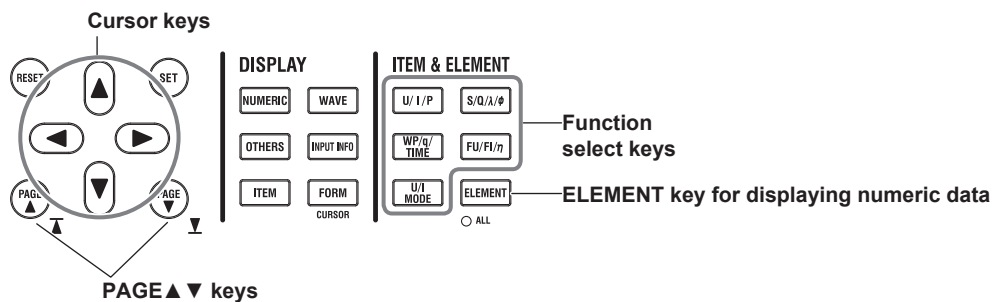 Cursor keys
RESET
SET
PAGE
▲
PAGE
▼
PAGE▲ ▼ keys
DISPLAY
NUMERIC
WAVE
OTHERS
INPUT INFO
ITEM
FORM
CURSOR
ITEM & ELEMENT
U/ I /P
S/Q/λ/ϕ
WP/q/
TIME
FU/FI/η
U/I
MODE
ELEMENT
ALL
Function
select keys
ELEMENT key for displaying numeric data